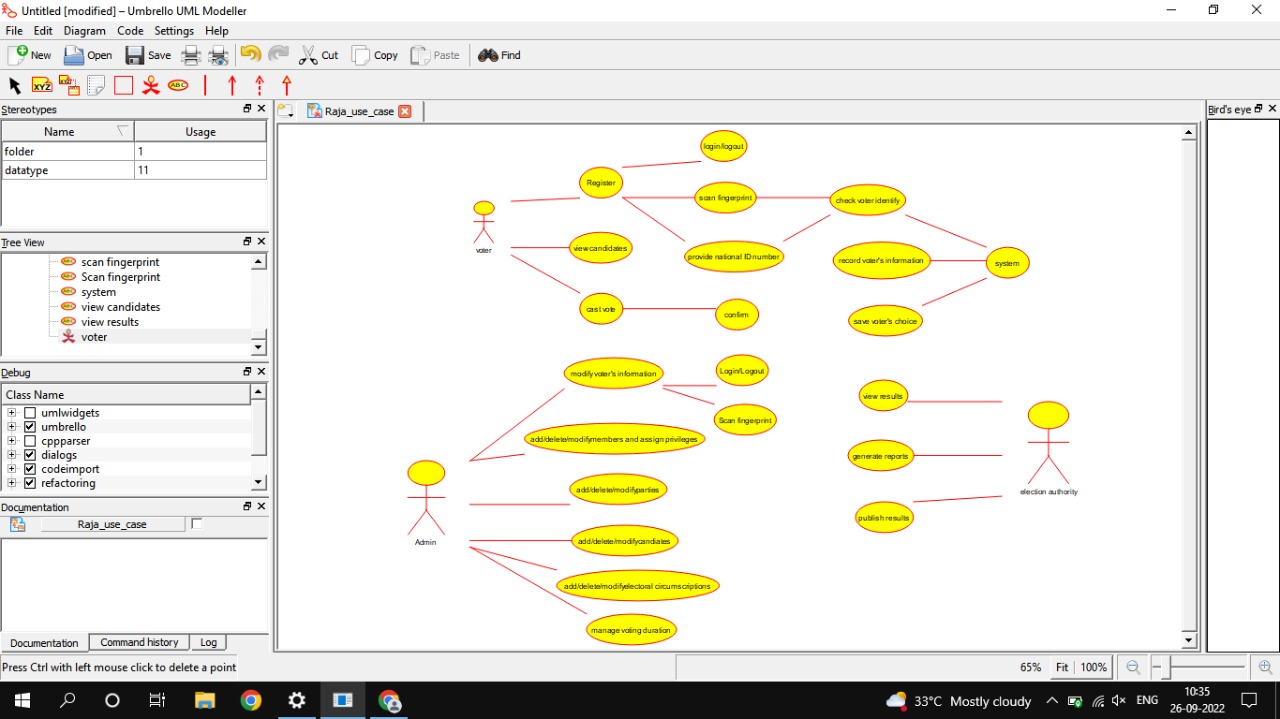 Untitled [modified] – Umbrello UML Modeller
File Edit Diagram Code Settings Help
New Open Save Cut Copy Paste Find
XYZ XYZ ABC
Stereotypes
Name Usage
folder 1
datatype 11
Tree View
scan fingerprint
Scan fingerprint
system
view candidates
view results
voter
Debug
Class Name
umlwidgets
umbrello
cppparser
dialogs
codeimport
refactoring
Documentation
Raja_use_case
Documentation Command history Log
Press Ctrl with left mouse click to delete a point
Raja_use_case
login/logout
Register
scan fingerprint
check voter identify
voter
view candidates
provide national ID number
record voter's information
system
cast vote
confirm
save voter's choice
modify voter's information
Login/Logout
Scan fingerprint
view results
add/delete/modifymembers and assign privileges
generate reports
election authority
add/delete/modifyparties
publish results
Admin
add/delete/modifycandiates
add/delete/modifyelectoral circumscriptions
manage voting duration
Bird's eye
65% Fit 100%
33°C Mostly cloudy ENG
10:35
26-09-2022